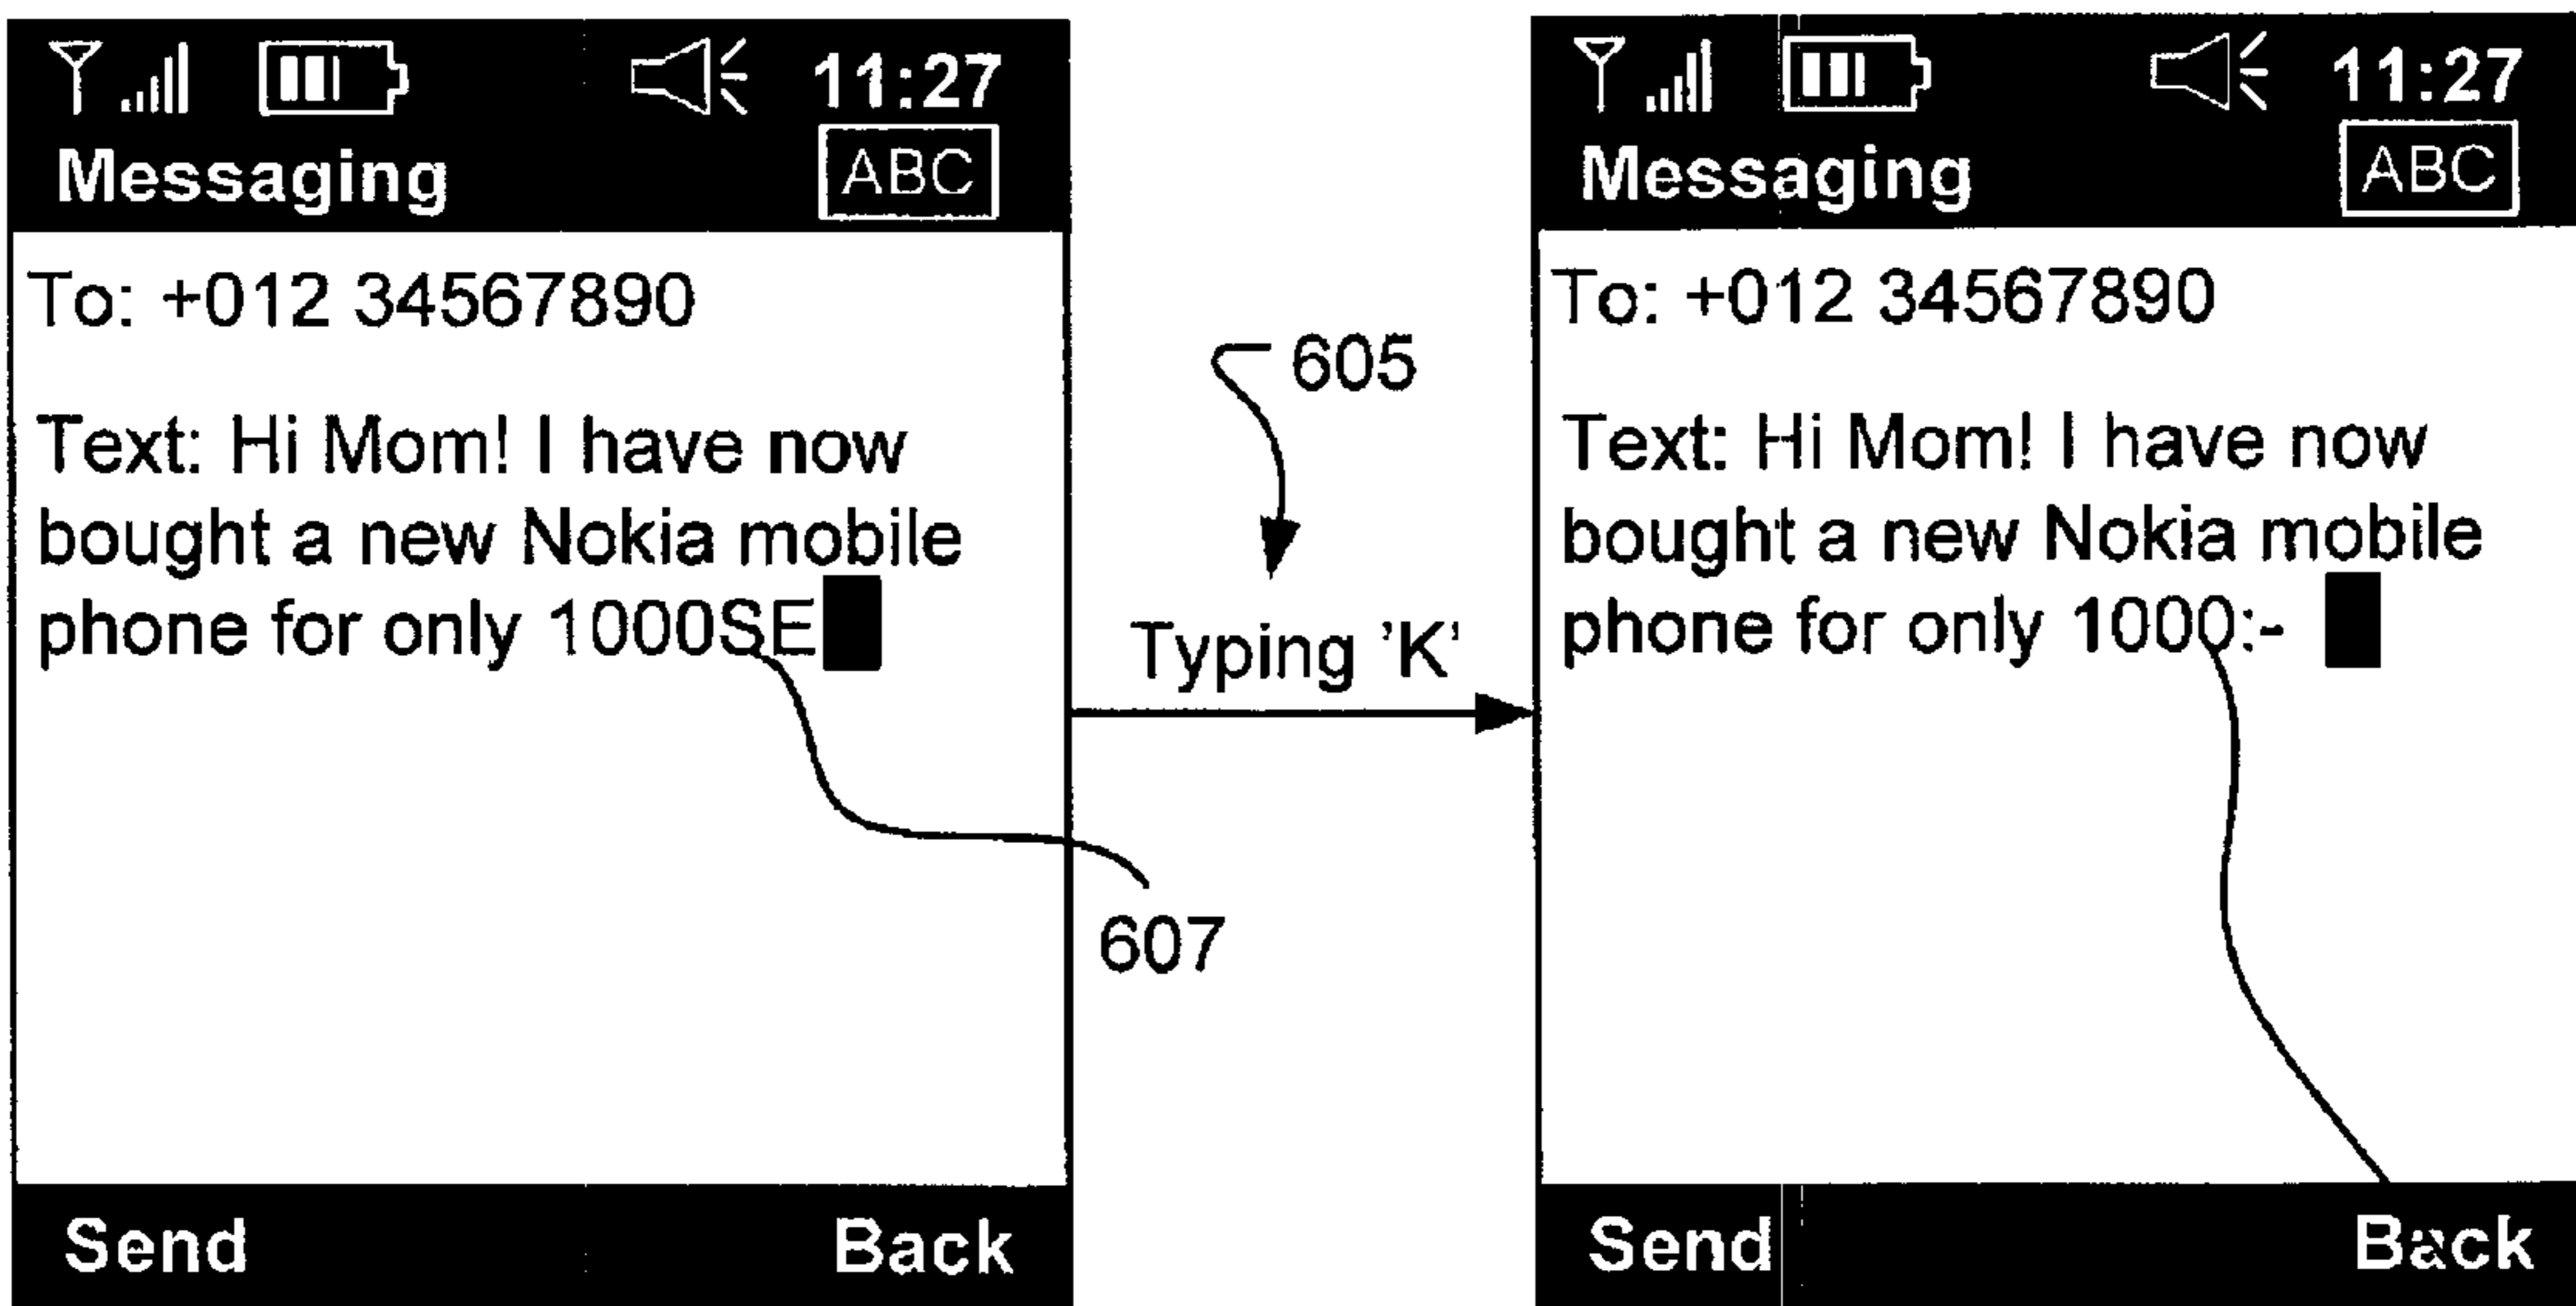 11:27
Messaging ABC
To: +012 34567890
Text: Hi Mom! I have now
bought a new Nokia mobile
phone for only 1000SE
Send Back
605
Typing 'K'
607
11:27
Messaging ABC
To: +012 34567890
Text: Hi Mom! I have now
bought a new Nokia mobile
phone for only 1000:-
Send Back